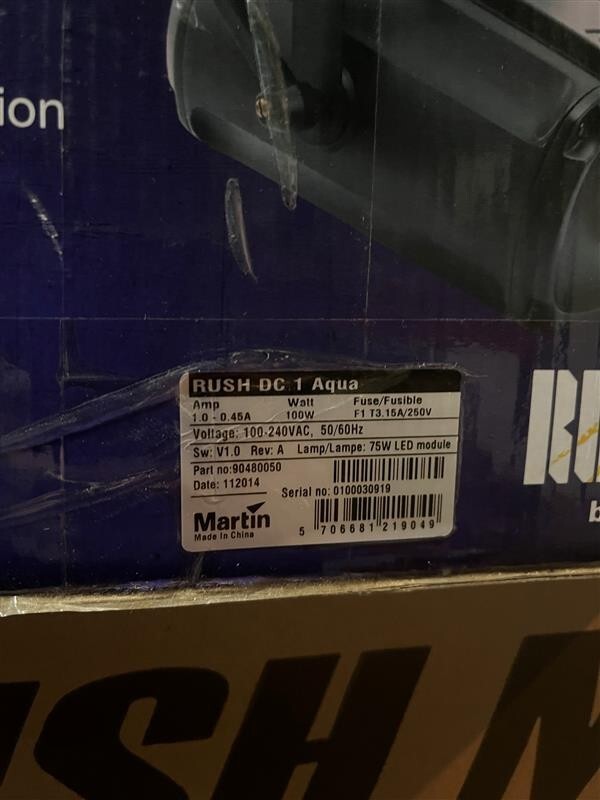 ion
RUSH DC 1 Aqua
Amp Watt Fuse/Fusible
1.0 - 0.45A 100W F1 T3.15A/250V
Voltage: 100-240VAC, 50/60Hz
Sw: V1.0 Rev: A Lamp/Lampe: 75W LED module
Part no:90480050
Date: 112014
Serial no: 0100030919
Martin
Made In China
5 706681 219049
b
USH M